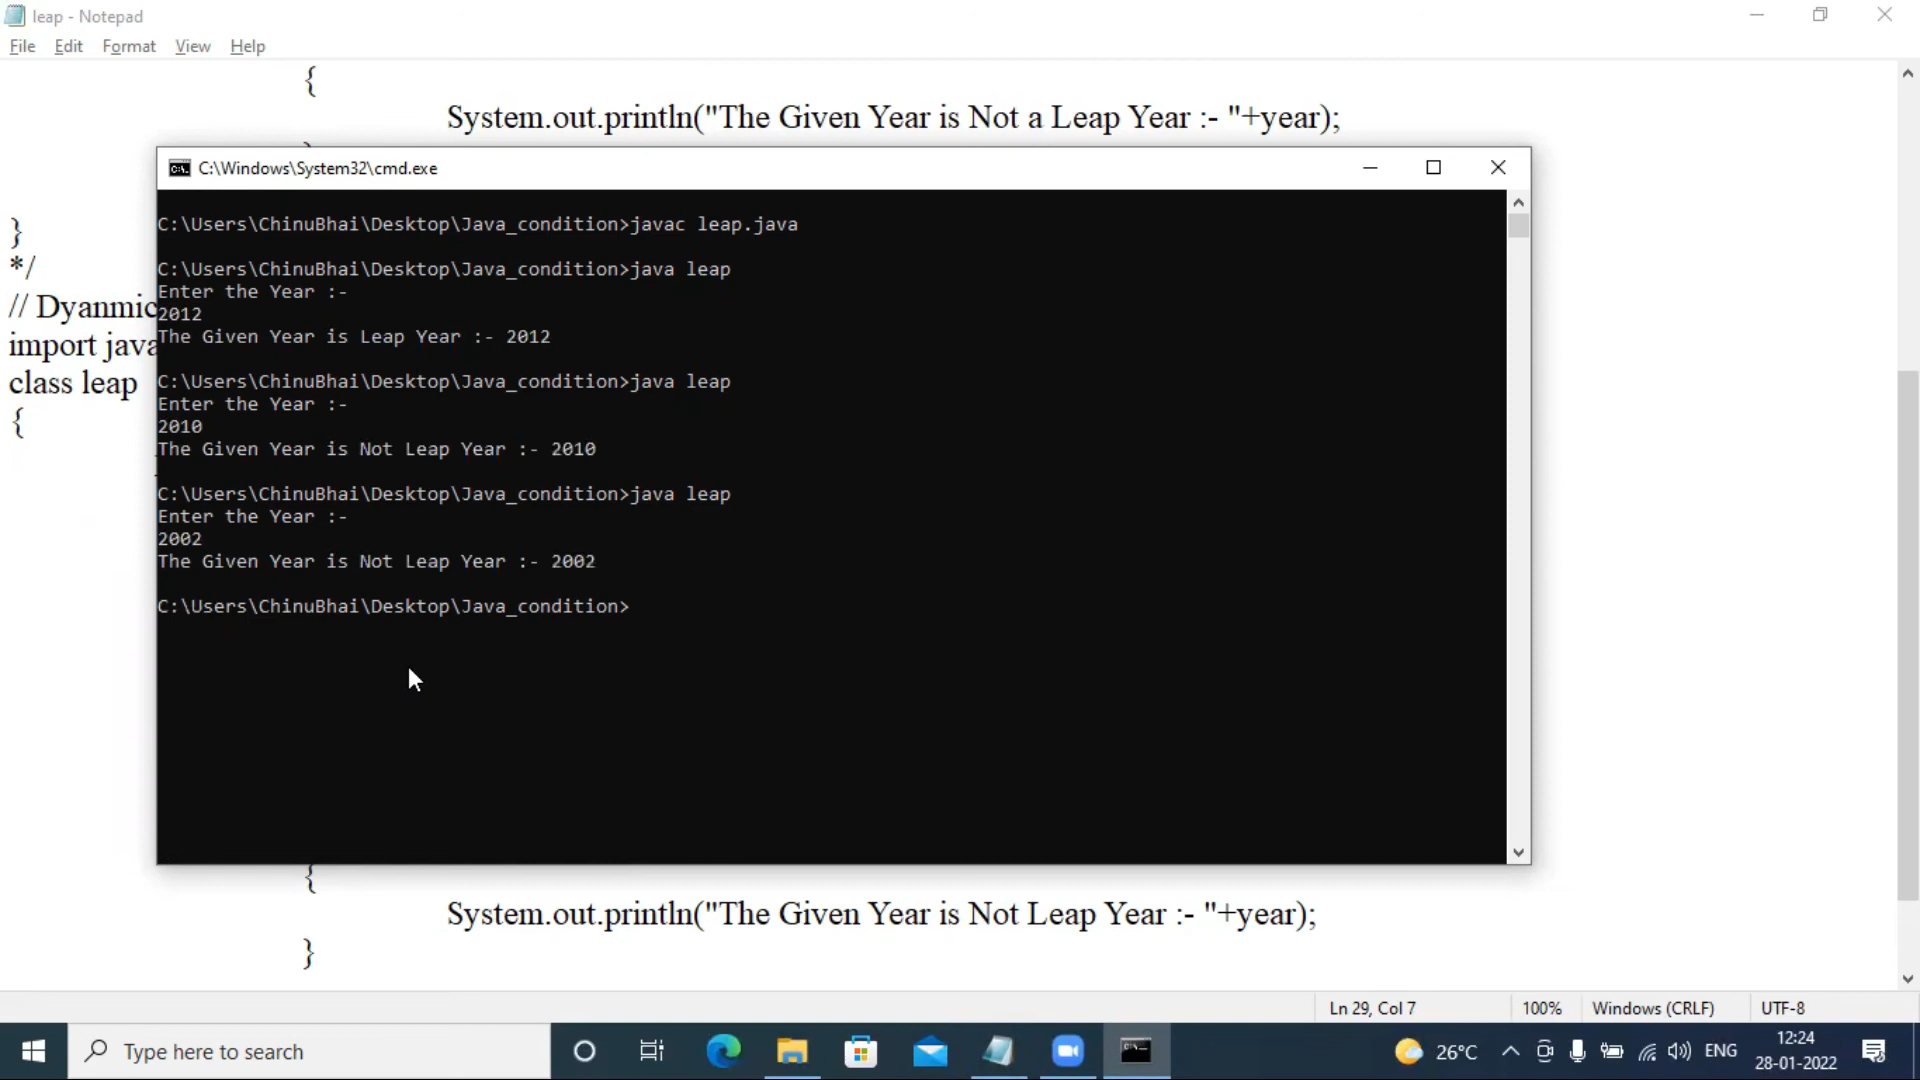 leap - Notepad
File Edit Format View Help
{
System.out.println("The Given Year is Not a Leap Year :- "+year);
C:\Windows\System32\cmd.exe
C:\Users\ChinuBhai\Desktop\Java_condition>javac leap.java
}
C:\Users\ChinuBhai\Desktop\Java_condition>java leap
*/
Enter the Year :-
// Dyanmic
2012
The Given Year is Leap Year :- 2012
import java
C:\Users\ChinuBhai\Desktop\Java_condition>java leap
class leap
Enter the Year :-
{
2010
The Given Year is Not Leap Year :- 2010
C:\Users\ChinuBhai\Desktop\Java_condition>java leap
Enter the Year :-
2002
The Given Year is Not Leap Year :- 2002
C:\Users\ChinuBhai\Desktop\Java_condition>
{
System.out.println("The Given Year is Not Leap Year :- "+year);
}
Ln 29, Col 7 100% Windows (CRLF) UTF-8
Type here to search
26°C ENG
12:24
28-01-2022